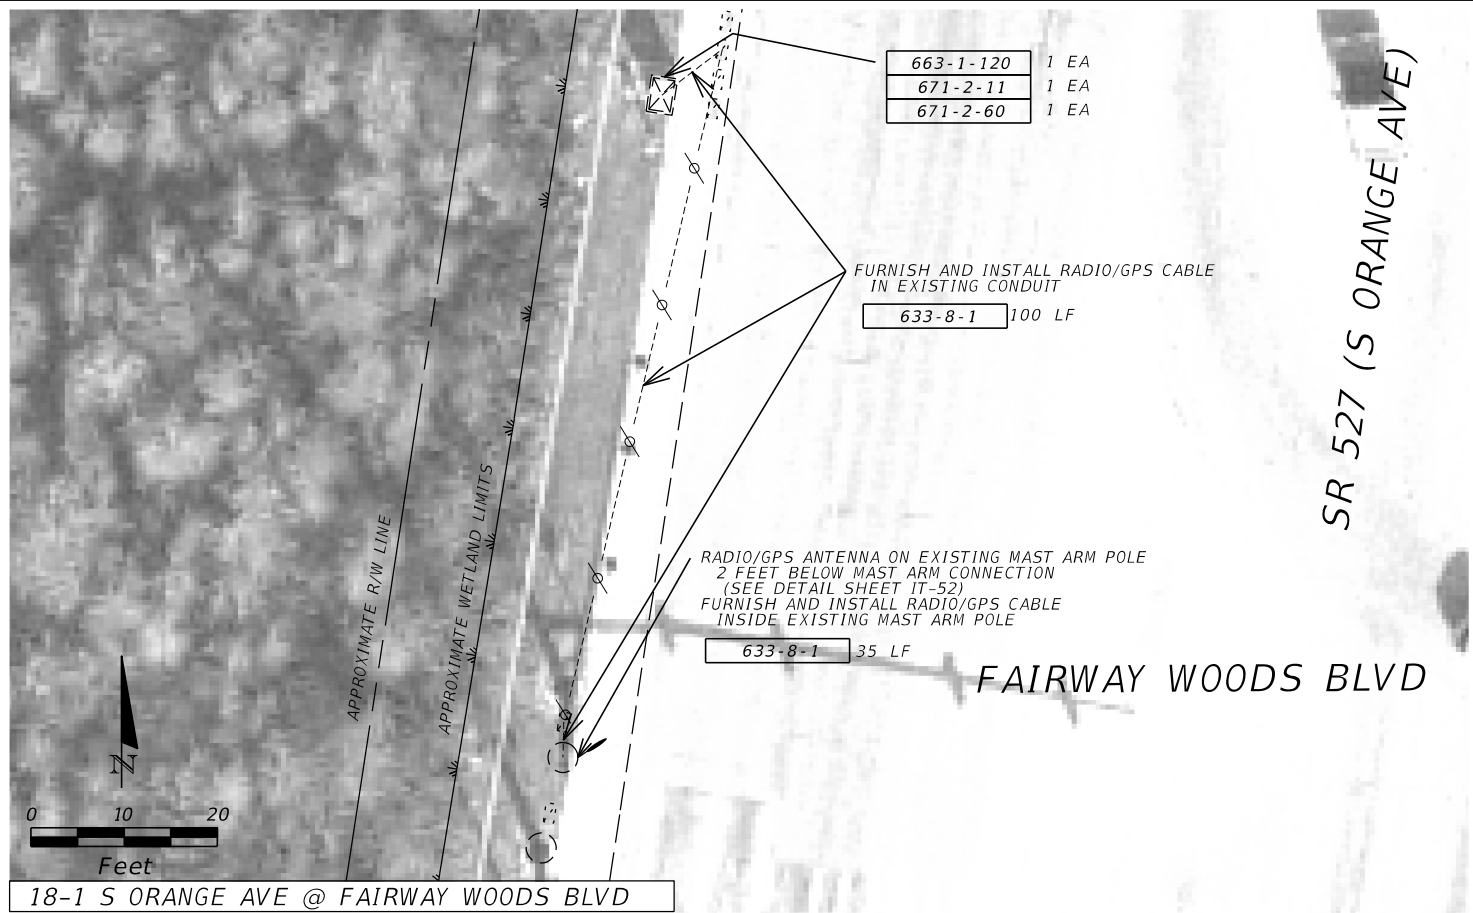 663-1-120 1 EA
671-2-11 1 EA
671-2-60 1 EA
SR 527 (S ORANGE AVE)
FURNISH AND INSTALL RADIO/GPS CABLE
IN EXISTING CONDUIT
633-8-1 100 LF
APPROXIMATE R/W LINE
APPROXIMATE WETLAND LIMITS
RADIO/GPS ANTENNA ON EXISTING MAST ARM POLE
2 FEET BELOW MAST ARM CONNECTION
(SEE DETAIL SHEET IT-52)
FURNISH AND INSTALL RADIO/GPS CABLE
INSIDE EXISTING MAST ARM POLE
633-8-1 35 LF
FAIRWAY WOODS BLVD
N
0 10 20
Feet
18-1 S ORANGE AVE @ FAIRWAY WOODS BLVD